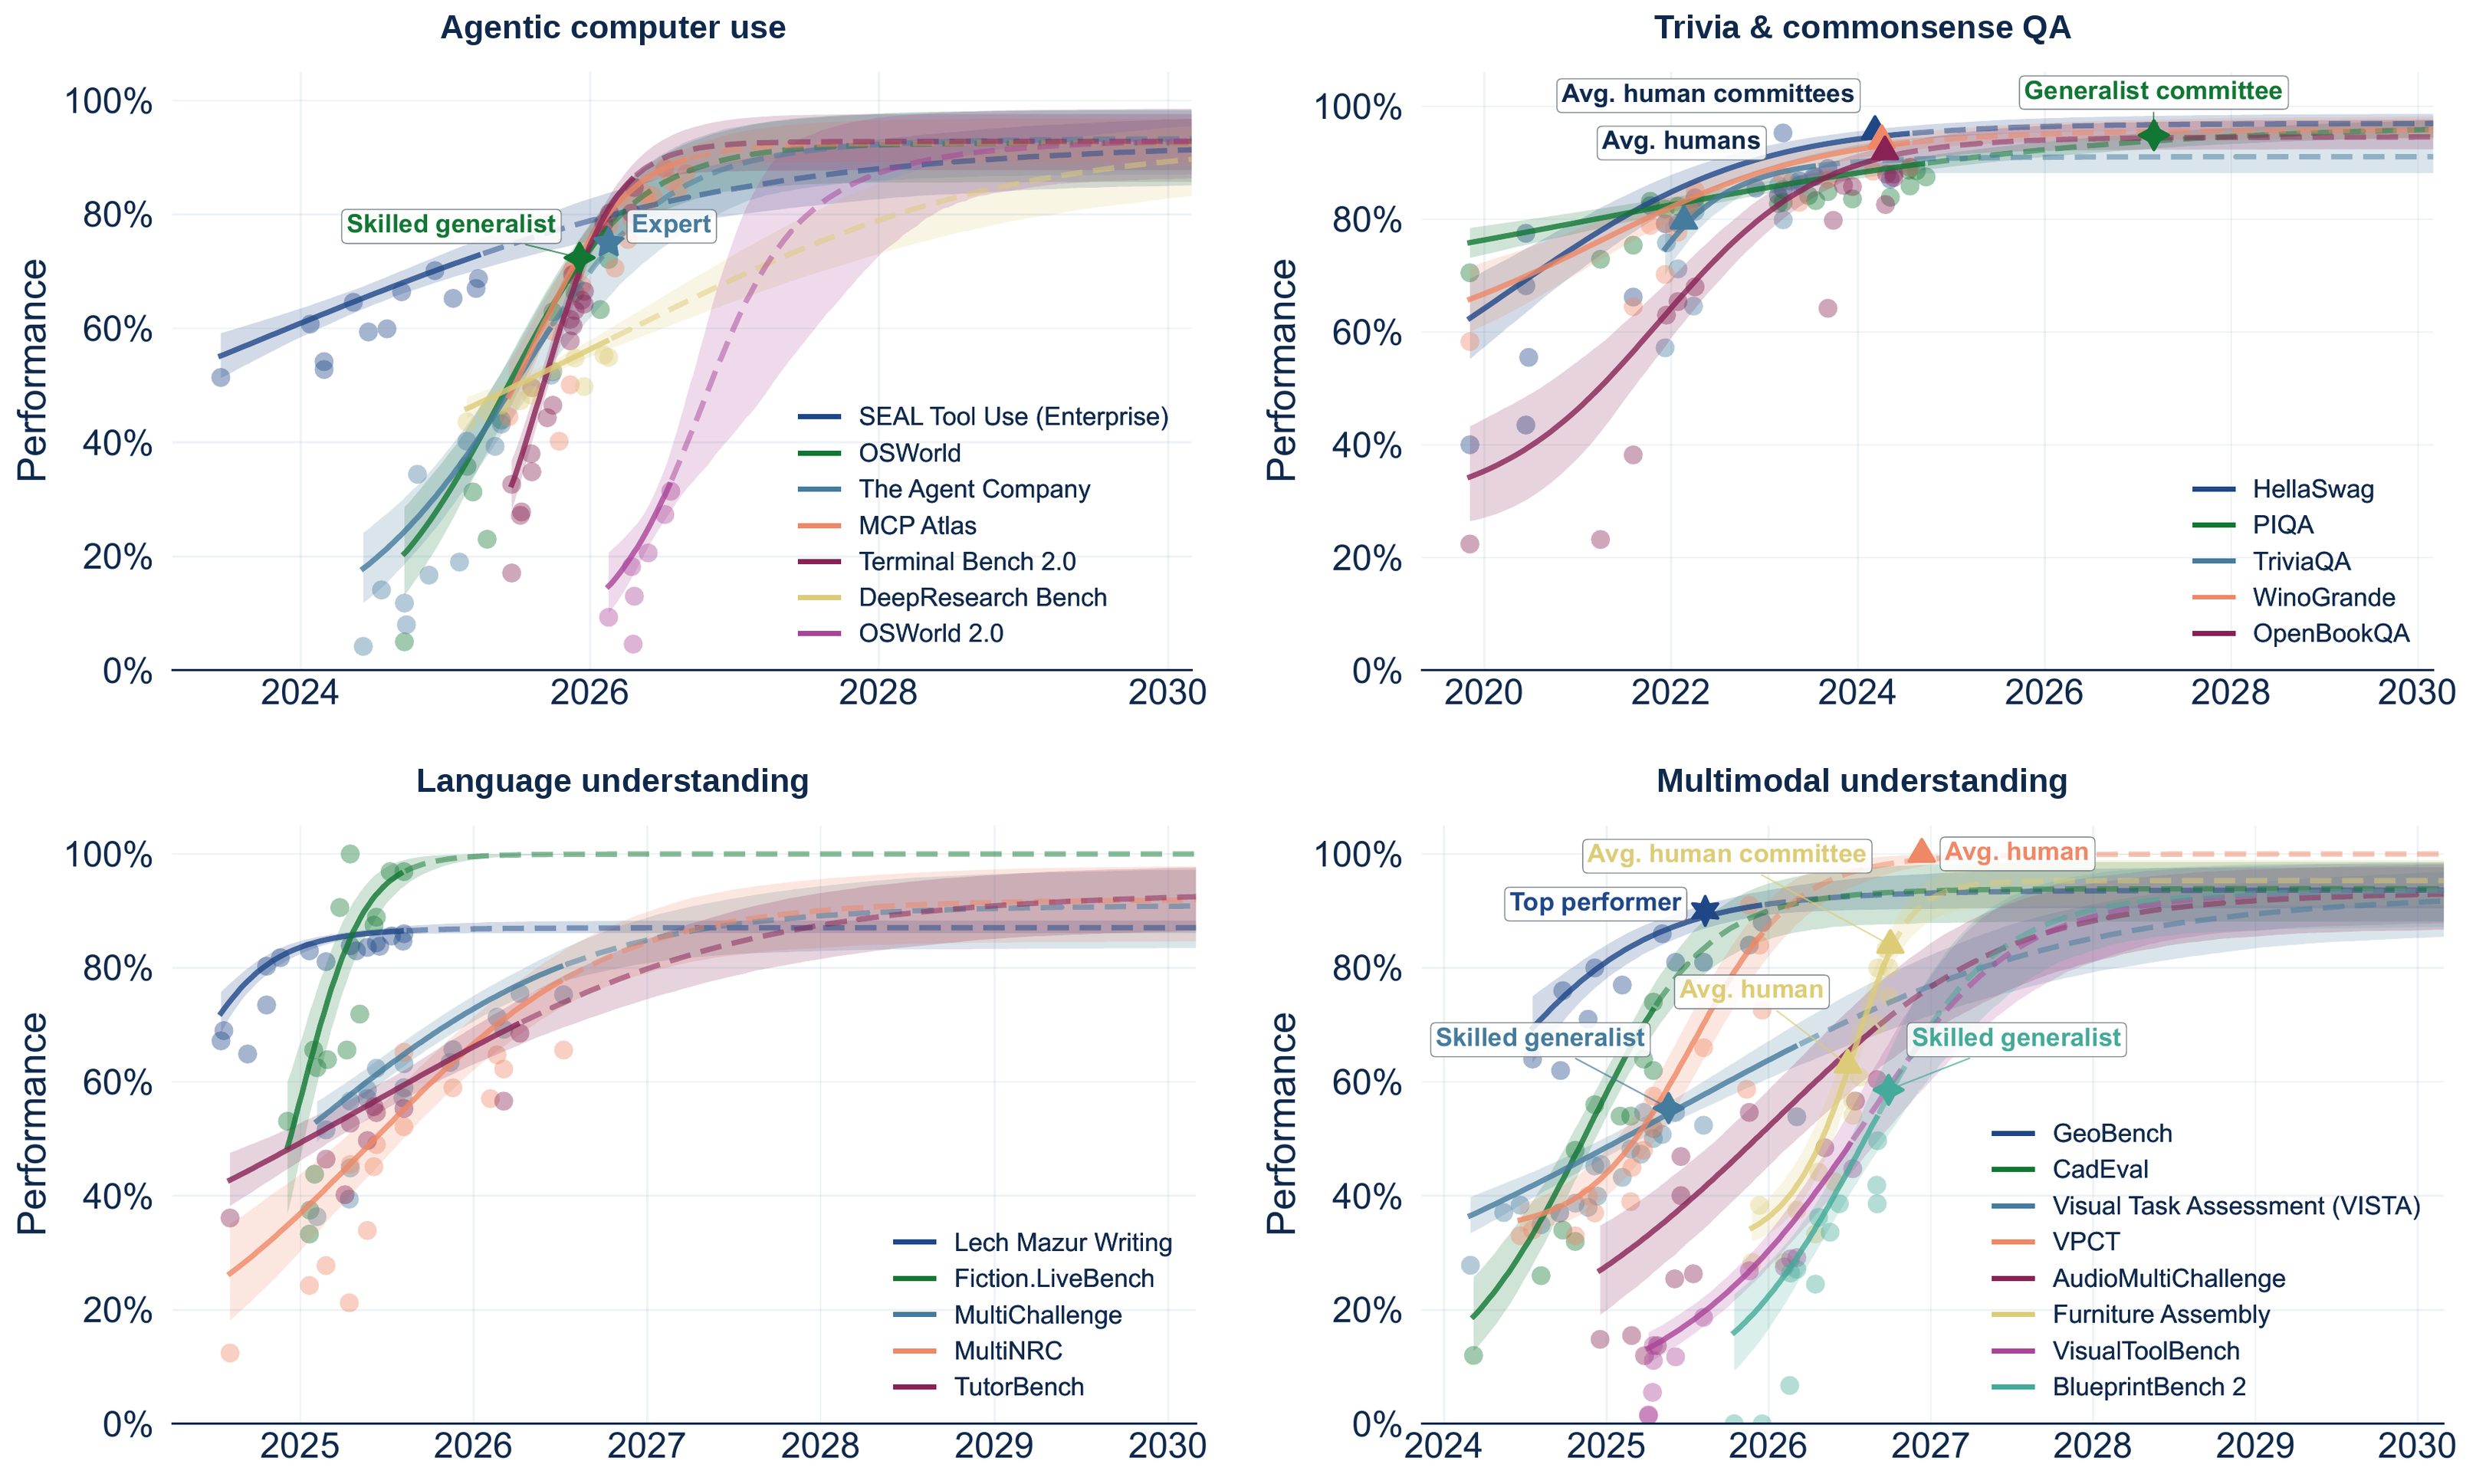 Agentic computer use
Performance
100%
80%
60%
40%
20%
0%
2024
2026
2028
2030
Skilled generalist
Expert
SEAL Tool Use (Enterprise)
OSWorld
The Agent Company
MCP Atlas
Terminal Bench 2.0
DeepResearch Bench
OSWorld 2.0
Trivia & commonsense QA
Performance
100%
80%
60%
40%
20%
0%
2020
2022
2024
2026
2028
2030
Avg. human committees
Avg. humans
Generalist committee
HellaSwag
PIQA
TriviaQA
WinoGrande
OpenBookQA
Language understanding
Performance
100%
80%
60%
40%
20%
0%
2025
2026
2027
2028
2029
2030
Lech Mazur Writing
Fiction.LiveBench
MultiChallenge
MultiNRC
TutorBench
Multimodal understanding
Performance
100%
80%
60%
40%
20%
0%
2024
2025
2026
2027
2028
2029
2030
Avg. human committee
Avg. human
Top performer
Avg. human
Skilled generalist
Skilled generalist
GeoBench
CadEval
Visual Task Assessment (VISTA)
VPCT
AudioMultiChallenge
Furniture Assembly
VisualToolBench
BlueprintBench 2